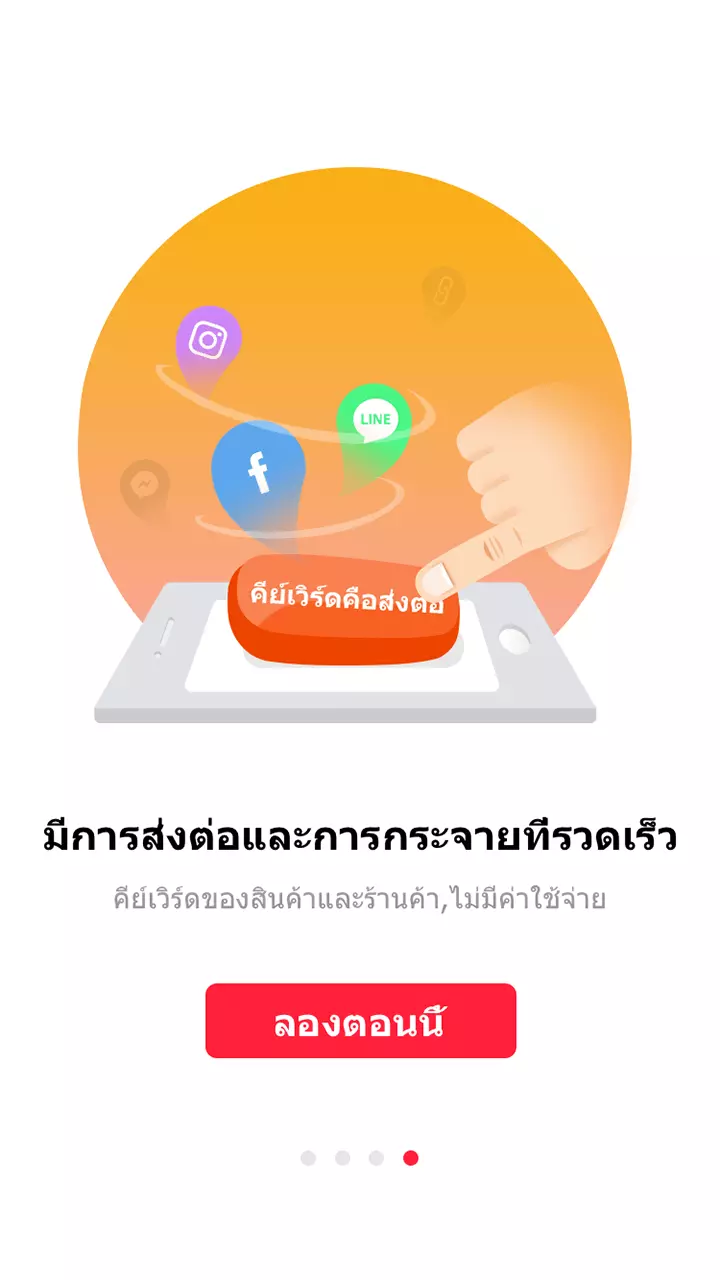 LINE
คีย์เวิร์ดคือส่งต่อ
มีการส่งต่อและการกระจายที่รวดเร็ว
คีย์เวิร์ดของสินค้าและร้านค้า,ไม่มีค่าใช้จ่าย
ลองตอนนี้